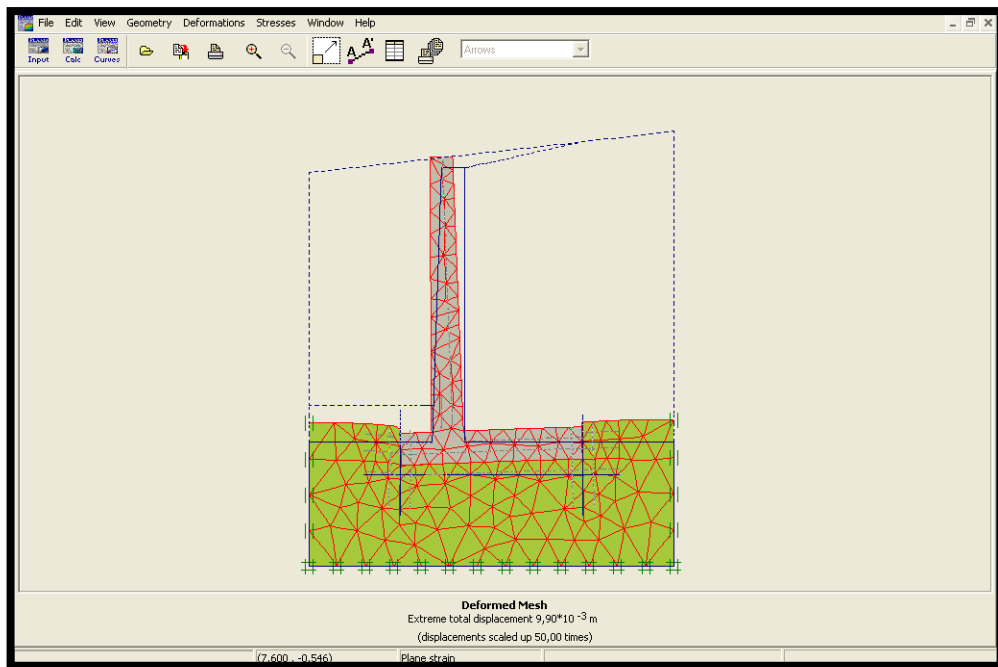 File Edit View Geometry Deformations Stresses Window Help
Input Calc Curves A A* Arrows
Deformed Mesh
Extreme total displacement 9,90*10 -3 m
(displacements scaled up 50,00 times)
(7.600 , -0.546) Plane strain